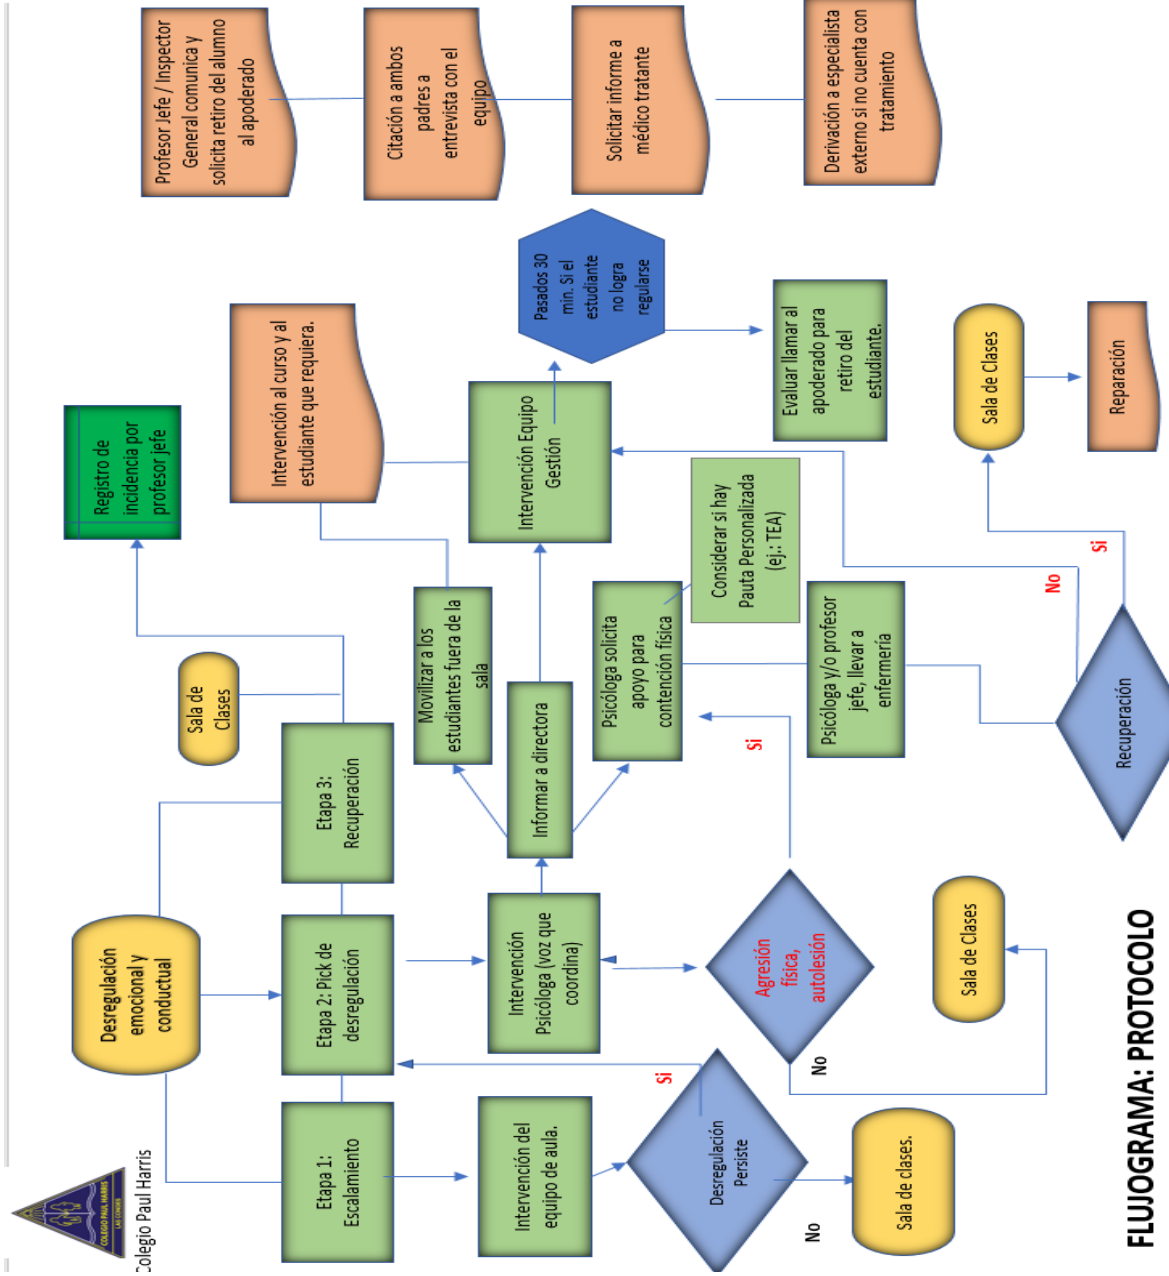 COLEGIO PAUL HARRIS
LAS CONDES
Colegio Paul Harris
Desregulación
emocional y
conductual
Sala de
Clases
Registro de
incidencia por
profesor jefe
Etapa 1:
Escalamiento
Etapa 2: Pick de
desregulación
Etapa 3:
Recuperación
Intervención al curso y al
estudiante que requiera.
Profesor Jefe / Inspector
General comunica y
solicita retiro del alumno
al apoderado
Intervención del
equipo de aula.
Intervención
Psicóloga (voz que
coordina)
Informar a directora
Movilizar a los
estudiantes fuera de la
sala
Intervención Equipo
Gestión
Pasados 30
min. Si el
estudiante
no logra
regularse
Citación a ambos
padres a
entrevista con el
equipo
Psicóloga solicita
apoyo para
contención física
Considerar si hay
Pauta Personalizada
(ej.: TEA)
Solicitar informe a
médico tratante
Si
Desregulación
Persiste
No
Agresión
física,
autolesión
Si
No
Psicóloga y/o profesor
jefe, llevar a
enfermería
Evaluar llamar al
apoderado para
retiro del
estudiante.
Derivación a especialista
externo si no cuenta con
tratamiento
Sala de clases.
Sala de Clases
Recuperación
No
Si
Sala de Clases
Reparación
FLUJOGRAMA: PROTOCOLO